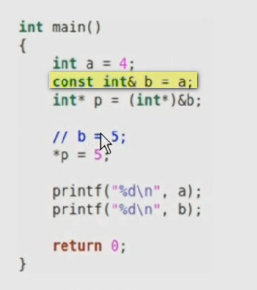 int main()
{
int a = 4;
const int& b = a;
int* p = (int*)&b;
// b = 5;
*p = 5;
printf("%d\n", a);
printf("%d\n", b);
return 0;
}